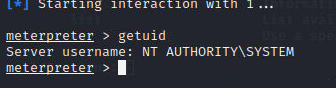 [*] Starting interaction with 1...
meterpreter > getuid
Server username: NT AUTHORITY\SYSTEM
meterpreter >